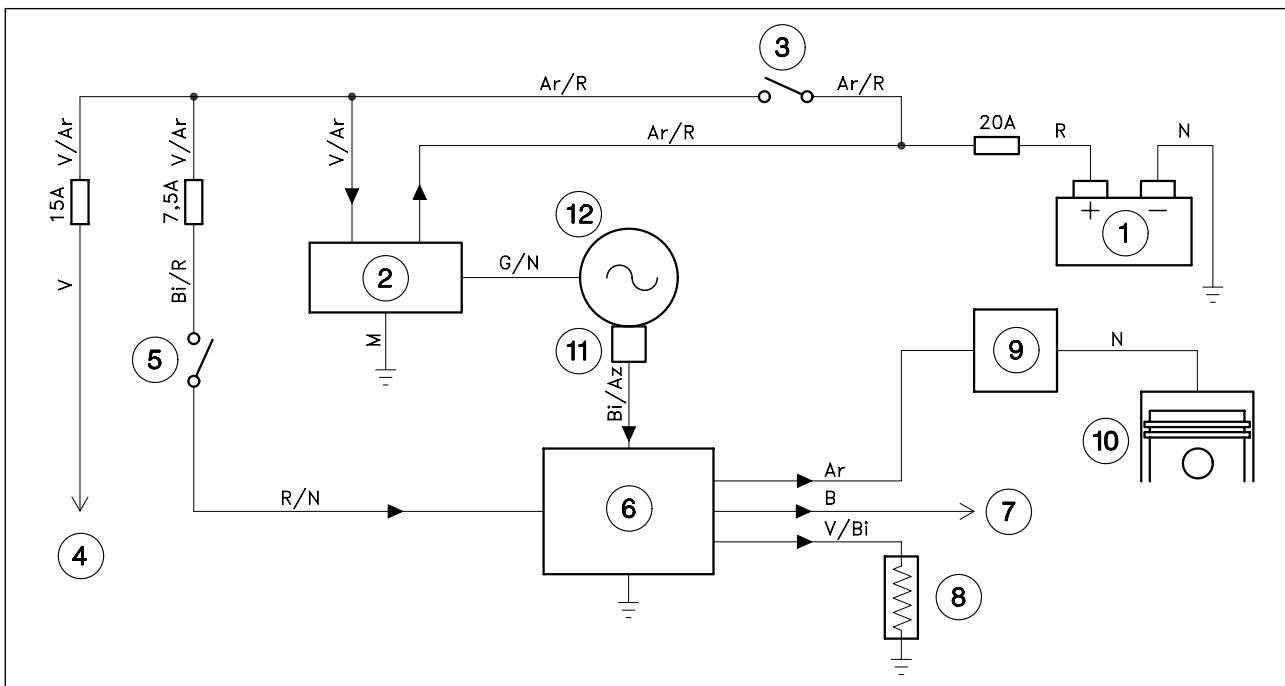 3
Ar/R
Ar/R
20A
R
N
Ar/R
V/Ar
V/Ar
V/Ar
15A
7,5A
12
+
−
1
2
G/N
V
Bi/R
M
11
9
N
5
Bi/Az
10
Ar
R/N
6
B
7
V/Bi
4
8